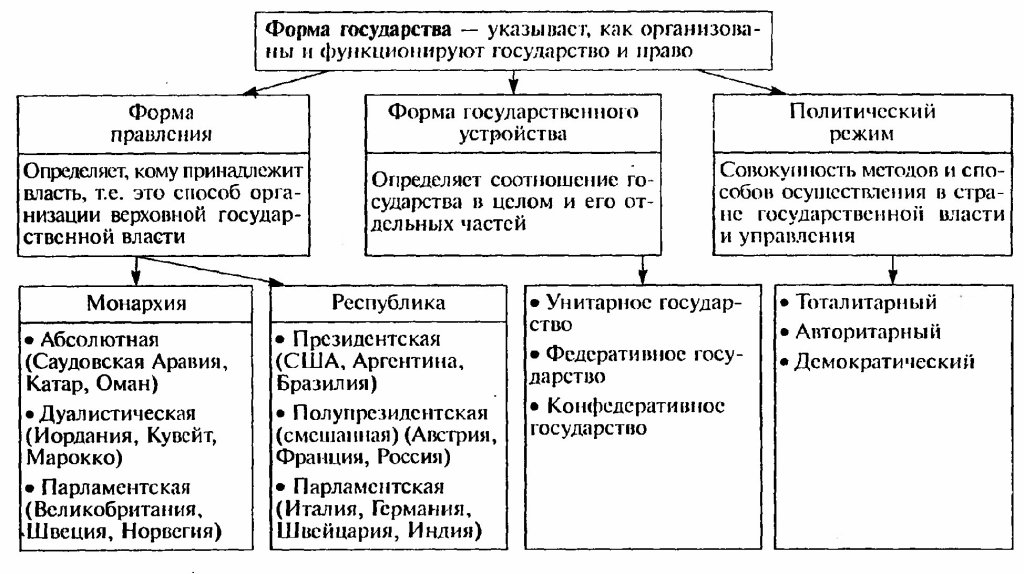 Форма государства — указывает, как организова-
ны и функционируют государство и право
Форма
правления
Определяет, кому принадлежит
власть, т.е. это способ орга-
низации верховной государ-
ственной власти
Форма государственного
устройства
Определяет соотношение го-
сударства в целом и его от-
дельных частей
Политический
режим
Совокупность методов и спо-
собов осуществления в стра-
не государственной власти
и управления
Монархия
• Абсолютная
(Саудовская Аравия,
Катар, Оман)
• Дуалистическая
(Иордания, Кувейт,
Марокко)
• Парламентская
(Великобритания,
Швеция, Норвегия)
Республика
• Президентская
(США, Аргентина,
Бразилия)
• Полупрезидентская
(смешанная) (Австрия,
Франция, Россия)
• Парламентская
(Италия, Германия,
Швейцария, Индия)
• Унитарное государ-
ство
• Федеративное госу-
дарство
• Конфедеративное
государство
• Тоталитарный
• Авторитарный
• Демократический